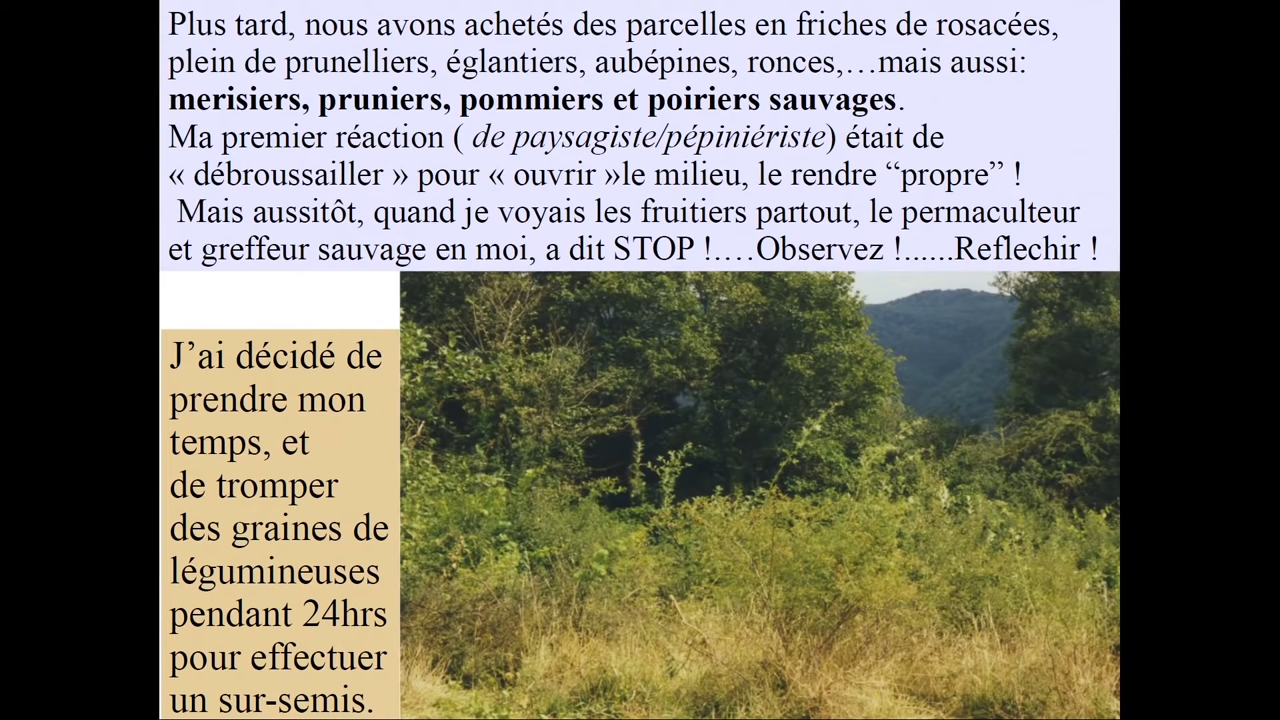 Plus tard, nous avons achetés des parcelles en friches de rosacées,
plein de prunelliers, églantiers, aubépines, ronces,…mais aussi:
merisiers, pruniers, pommiers et poiriers sauvages.
Ma premier réaction ( de paysagiste/pépiniériste) était de
« débroussailler » pour « ouvrir »le milieu, le rendre “propre” !
Mais aussitôt, quand je voyais les fruitiers partout, le permaculteur
et greffeur sauvage en moi, a dit STOP !.…Observez !......Reflechir !
J’ai décidé de
prendre mon
temps, et
de tromper
des graines de
légumineuses
pendant 24hrs
pour effectuer
un sur-semis.